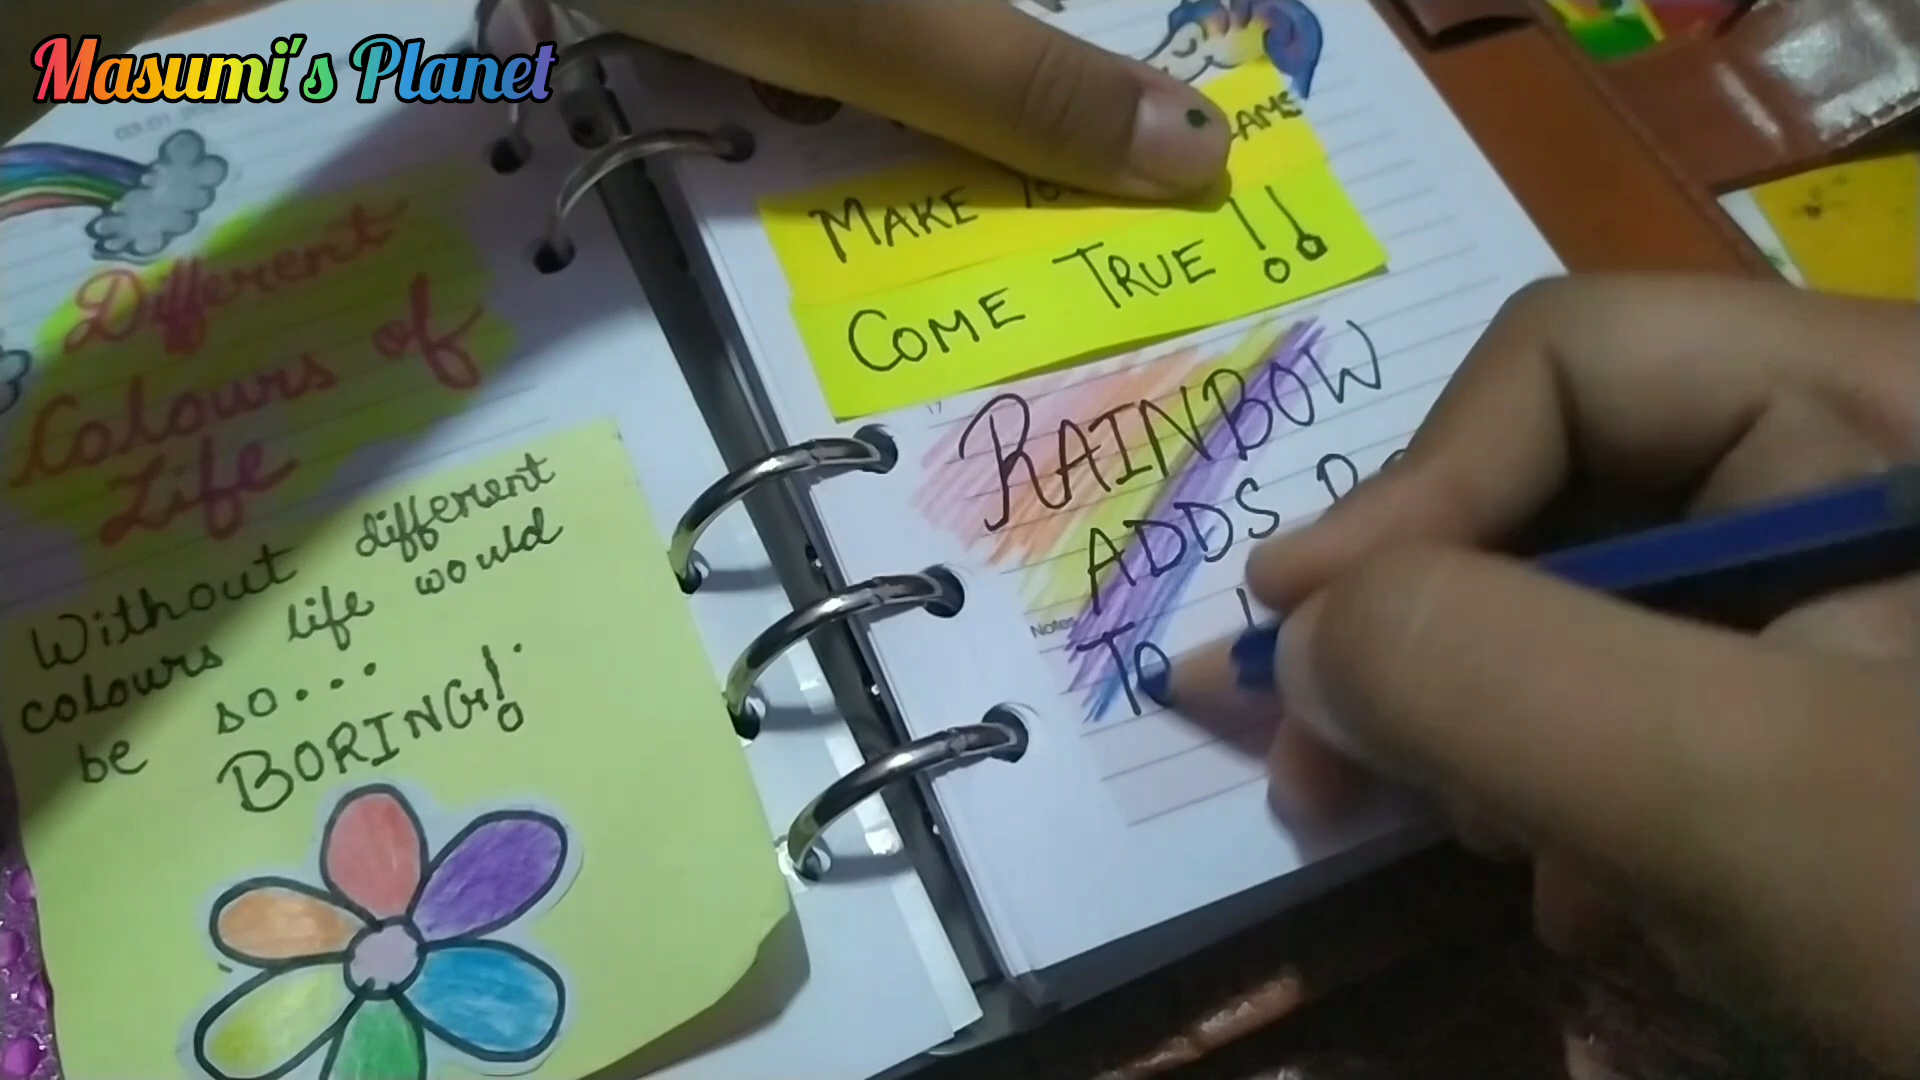 Masumi's Planet
Different
Colours of
Life
Without different
colours life would
be so...
BORING!
MAKE
COME TRUE!!
RAINBOW
ADDS
Notes
TO